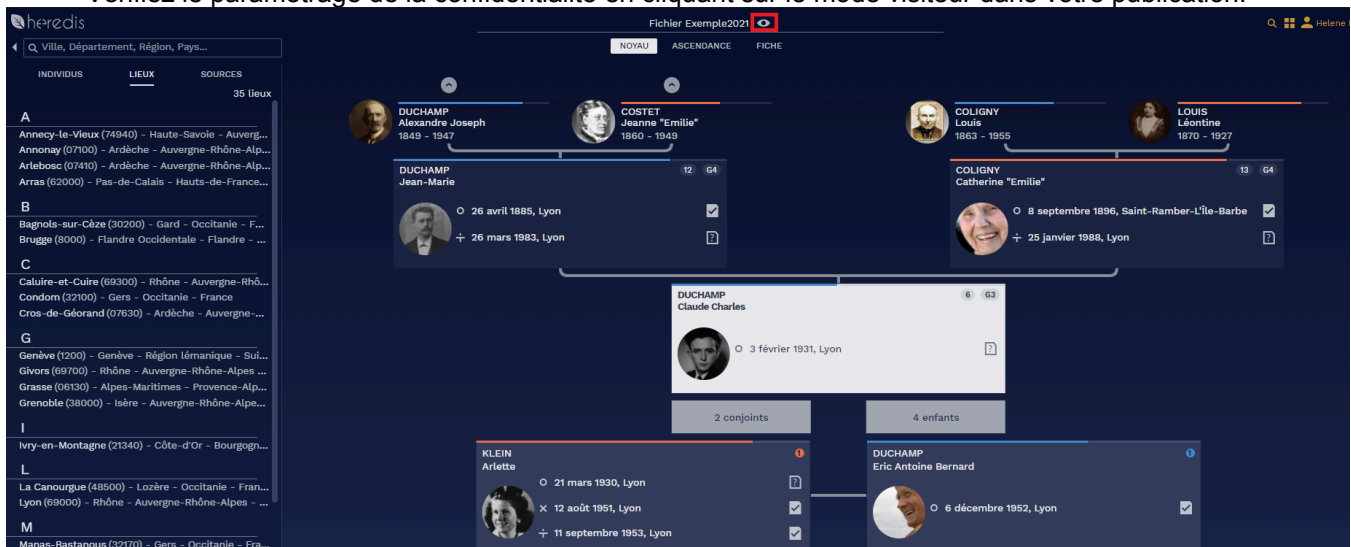 Vérifiez le paramétrage de la confidentialité en cliquant sur le mode visiteur dans votre publication.
heredis
Fichier Exemple2021
Helene
Ville, Département, Région, Pays...
NOYAU ASCENDANCE FICHE
INDIVIDUS LIEUX SOURCES
35 lieux
A
Annecy-le-Vieux (74940) - Haute-Savoie - Auverg...
Annonay (07100) - Ardèche - Auvergne-Rhône-Alp...
Arlebosc (07410) - Ardèche - Auvergne-Rhône-Alp...
Arras (62000) - Pas-de-Calais - Hauts-de-France...
B
Bagnols-sur-Cèze (30200) - Gard - Occitanie - F...
Brugge (8000) - Flandre Occidentale - Flandre - ...
C
Caluire-et-Cuire (69300) - Rhône - Auvergne-Rhô...
Condom (32100) - Gers - Occitanie - France
Cros-de-Géorand (07630) - Ardèche - Auvergne-...
G
Genève (1200) - Genève - Région lémanique - Sui...
Givors (69700) - Rhône - Auvergne-Rhône-Alpes ...
Grasse (06130) - Alpes-Maritimes - Provence-Alp...
Grenoble (38000) - Isère - Auvergne-Rhône-Alpe...
I
Ivry-en-Montagne (21340) - Côte-d'Or - Bourgogn...
L
La Canourgue (48500) - Lozère - Occitanie - Fran...
Lyon (69000) - Rhône - Auvergne-Rhône-Alpes - ...
M
Manas-Bastanous (32170) - Gers - Occitanie - Fra...
DUCHAMP
Alexandre Joseph
1849 - 1947
COSTET
Jeanne "Emilie"
1860 - 1949
COLIGNY
Louis
1863 - 1955
LOUIS
Léontine
1870 - 1927
DUCHAMP 12 G4
Jean-Marie
26 avril 1885, Lyon
26 mars 1983, Lyon
COLIGNY 13 G4
Catherine "Emilie"
8 septembre 1896, Saint-Ramber-L'Île-Barbe
25 janvier 1988, Lyon
DUCHAMP 6 G3
Claude Charles
3 février 1931, Lyon
2 conjoints
4 enfants
KLEIN 1
Arlette
21 mars 1930, Lyon
12 août 1951, Lyon
11 septembre 1953, Lyon
DUCHAMP 1
Eric Antoine Bernard
6 décembre 1952, Lyon